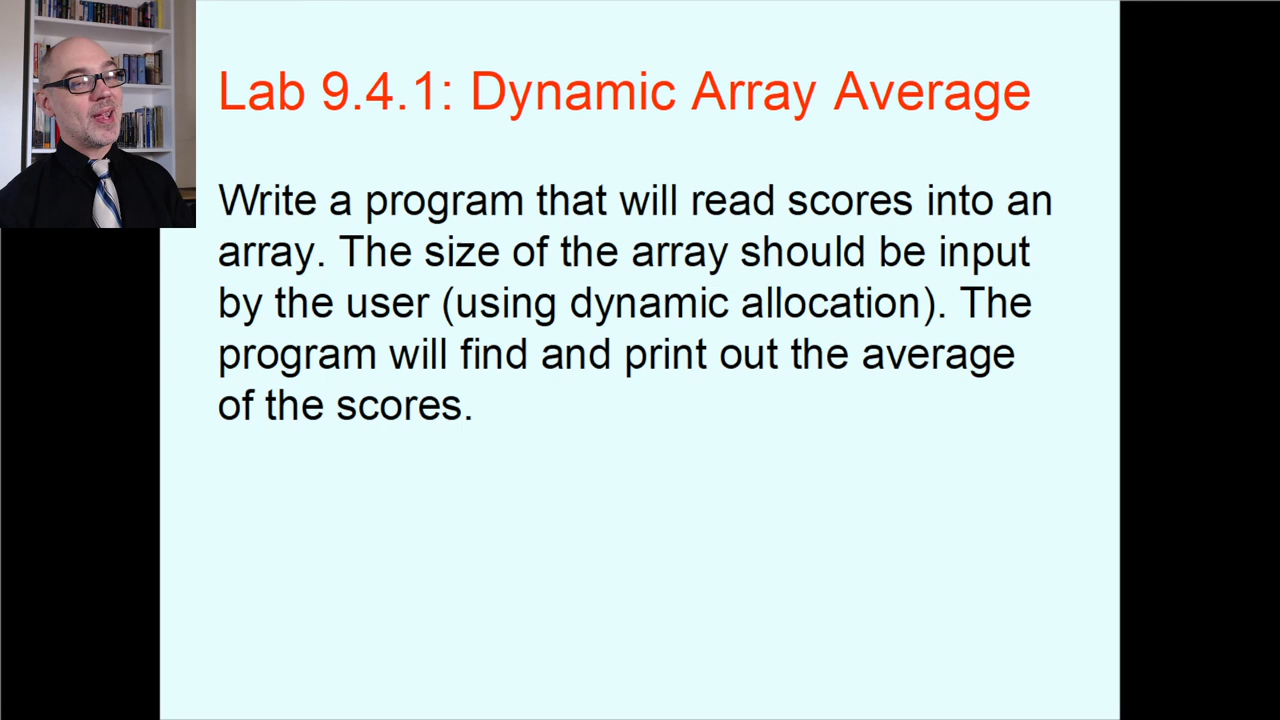 Lab 9.4.1: Dynamic Array Average
Write a program that will read scores into an
array. The size of the array should be input
by the user (using dynamic allocation). The
program will find and print out the average
of the scores.